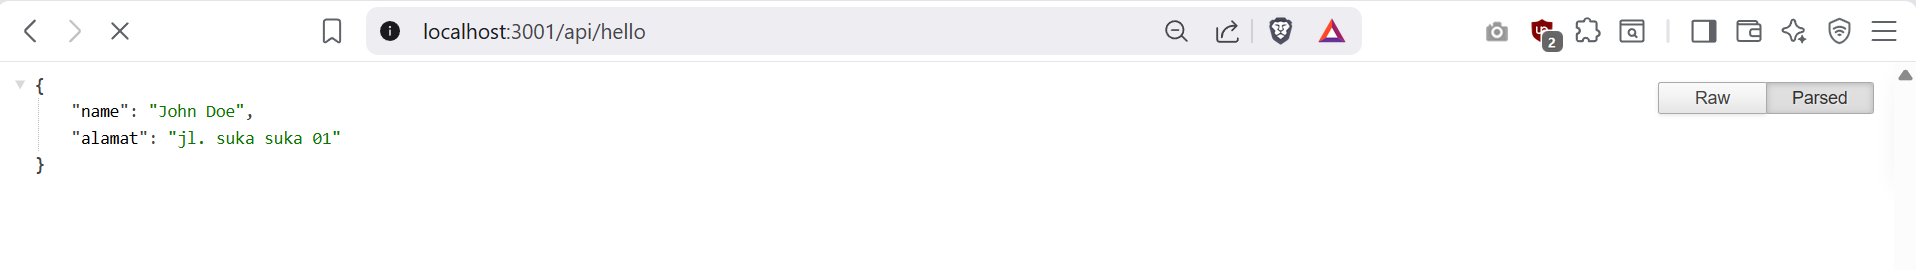 localhost:3001/api/hello
2
Raw Parsed
{
"name": "John Doe",
"alamat": "jl. suka suka 01"
}